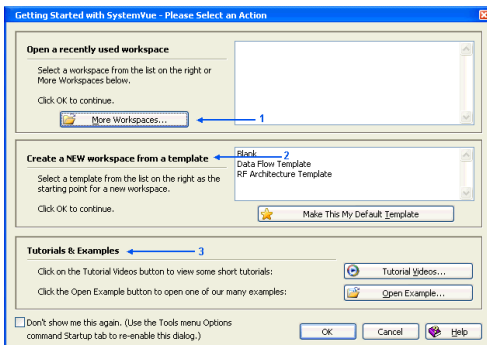 Getting Started with SystemVue - Please Select an Action
Open a recently used workspace
Select a workspace from the list on the right or
More Workspaces below.
Click OK to continue.
More Workspaces...
1
Create a NEW workspace from a template
2
Select a template from the list on the right as the
starting point for a new workspace.
Click OK to continue.
Blank
Data Flow Template
RF Architecture Template
Make This My Default Template
Tutorials & Examples
3
Click on the Tutorial Videos button to view some short tutorials:
Tutorial Videos...
Click the Open Example button to open one of our many examples:
Open Example...
Don't show me this again. (Use the Tools menu Options
command Startup tab to re-enable this dialog.)
OK
Cancel
Help